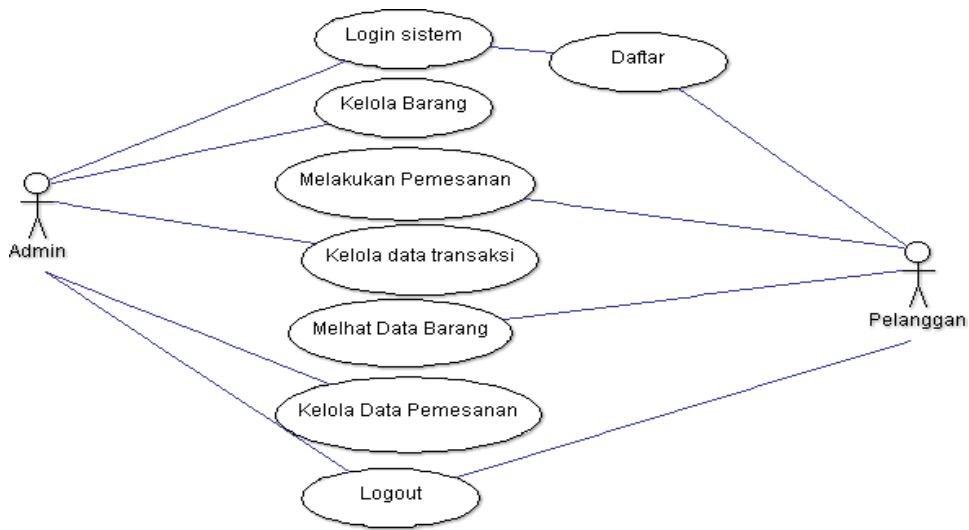 Login sistem
Daftar
Kelola Barang
Melakukan Pemesanan
Admin
Kelola data transaksi
Melhat Data Barang
Pelanggan
Kelola Data Pemesanan
Logout